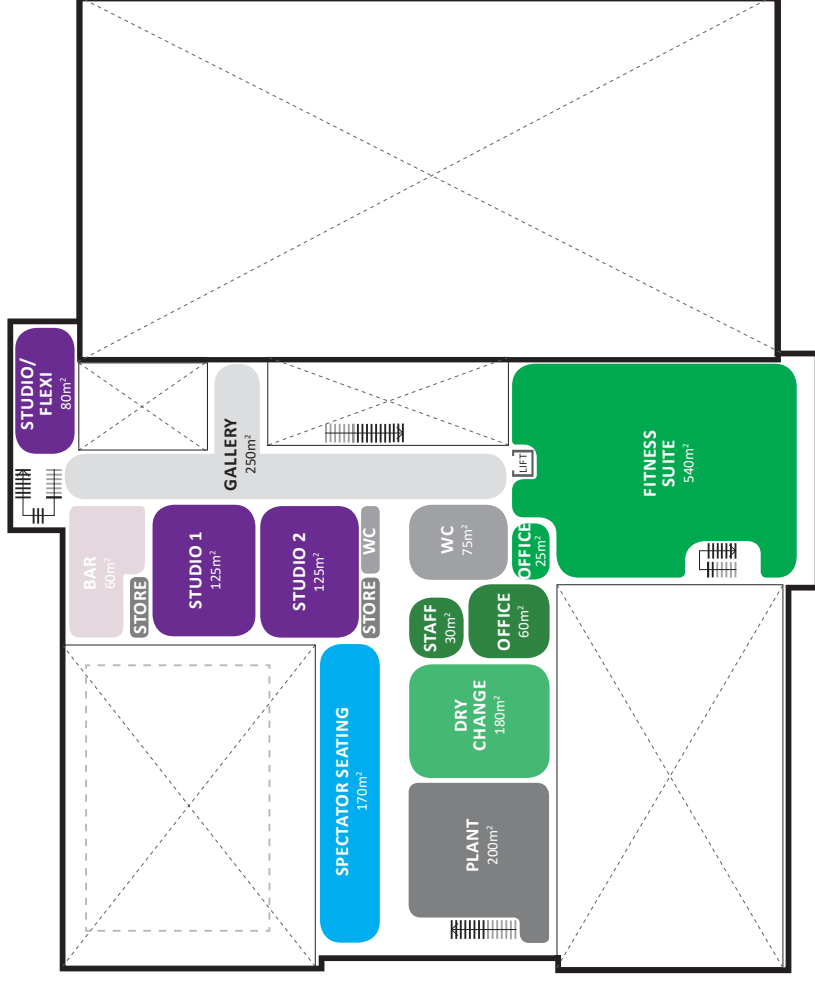 STUDIO/
FLEXI
80m²
GALLERY
250m²
BAR
60m²
STORE
STUDIO 1
125m²
STUDIO 2
125m²
WC
STORE
LIFT
FITNESS
SUITE
540m²
WC
75m²
OFFICE
25m²
STAFF
30m²
OFFICE
60m²
SPECTATOR SEATING
170m²
DRY
CHANGE
180m²
PLANT
200m²